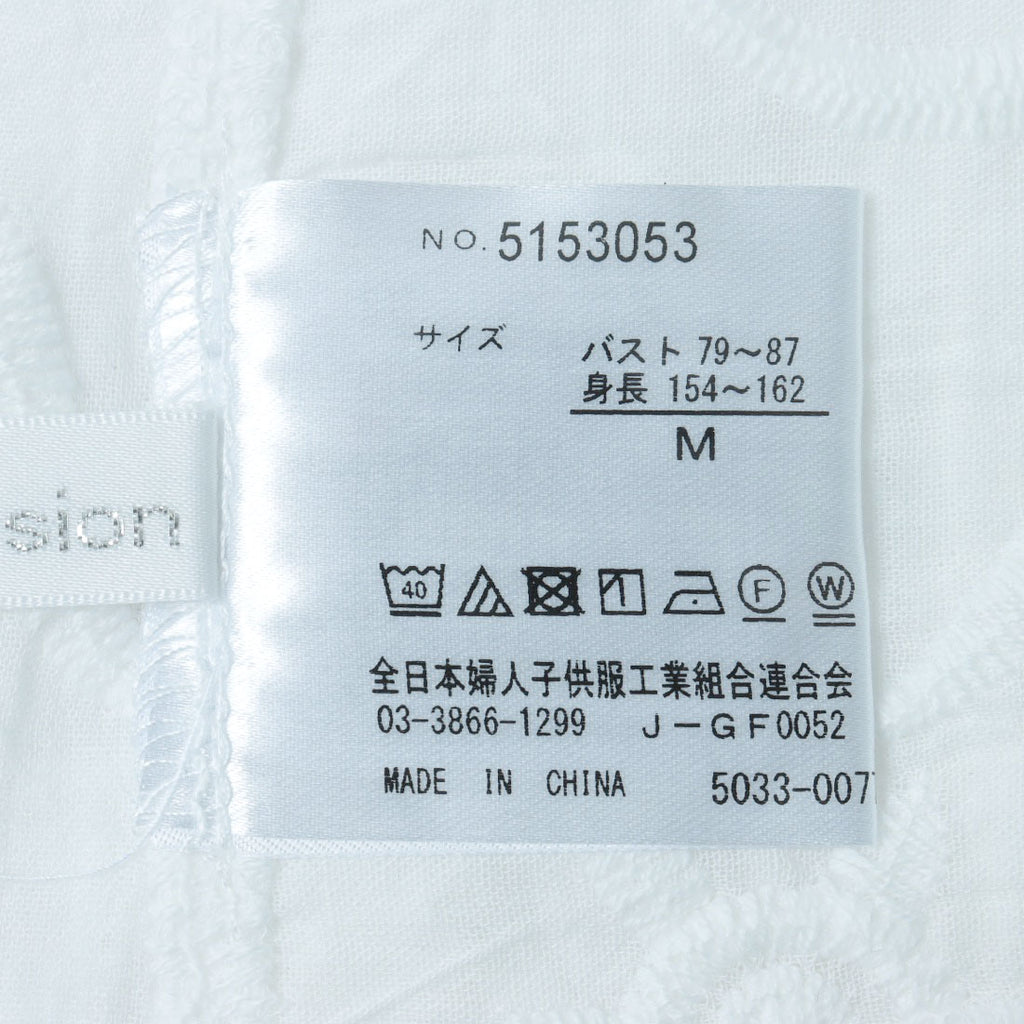 NO. 5153053
サイズ
バスト 79～87
身長 154～162
M
sion
40
F
W
全日本婦人子供服工業組合連合会
03-3866-1299 J－GF0052
MADE IN CHINA 5033-007